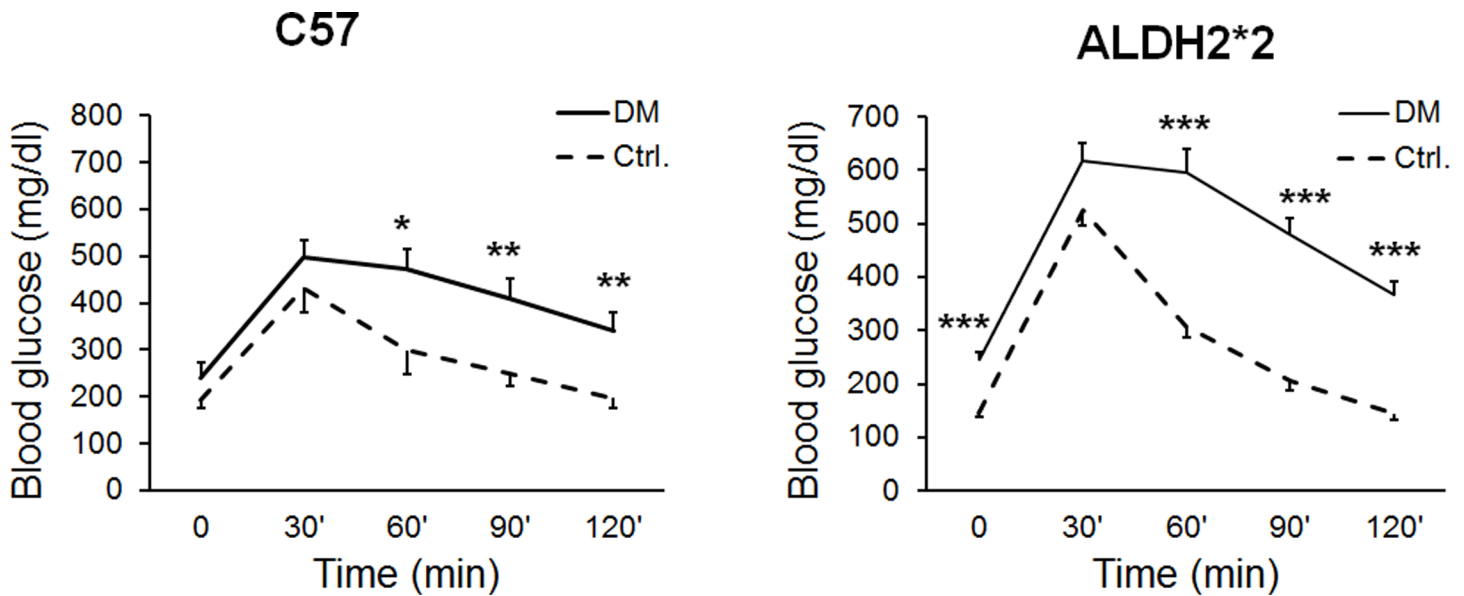 C57
Blood glucose (mg/dl)
800
700
600
500
400
300
200
100
0
DM
Ctrl.
*
**
**
0 30' 60' 90' 120'
Time (min)
ALDH2*2
Blood glucose (mg/dl)
700
600
500
400
300
200
100
0
DM
Ctrl.
***
***
***
***
0 30' 60' 90' 120'
Time (min)